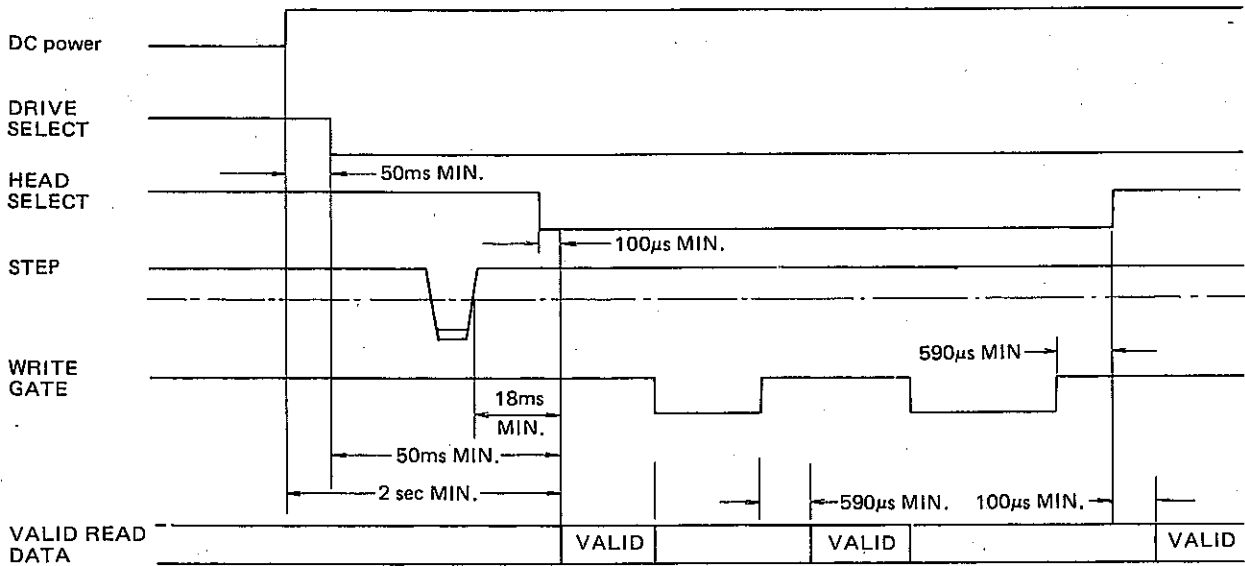 DC power
DRIVE
SELECT
50ms MIN.
HEAD
SELECT
100µs MIN.
STEP
590µs MIN
WRITE
GATE
18ms
MIN.
50ms MIN.
2 sec MIN.
590µs MIN.
100µs MIN.
VALID READ
DATA
VALID
VALID
VALID